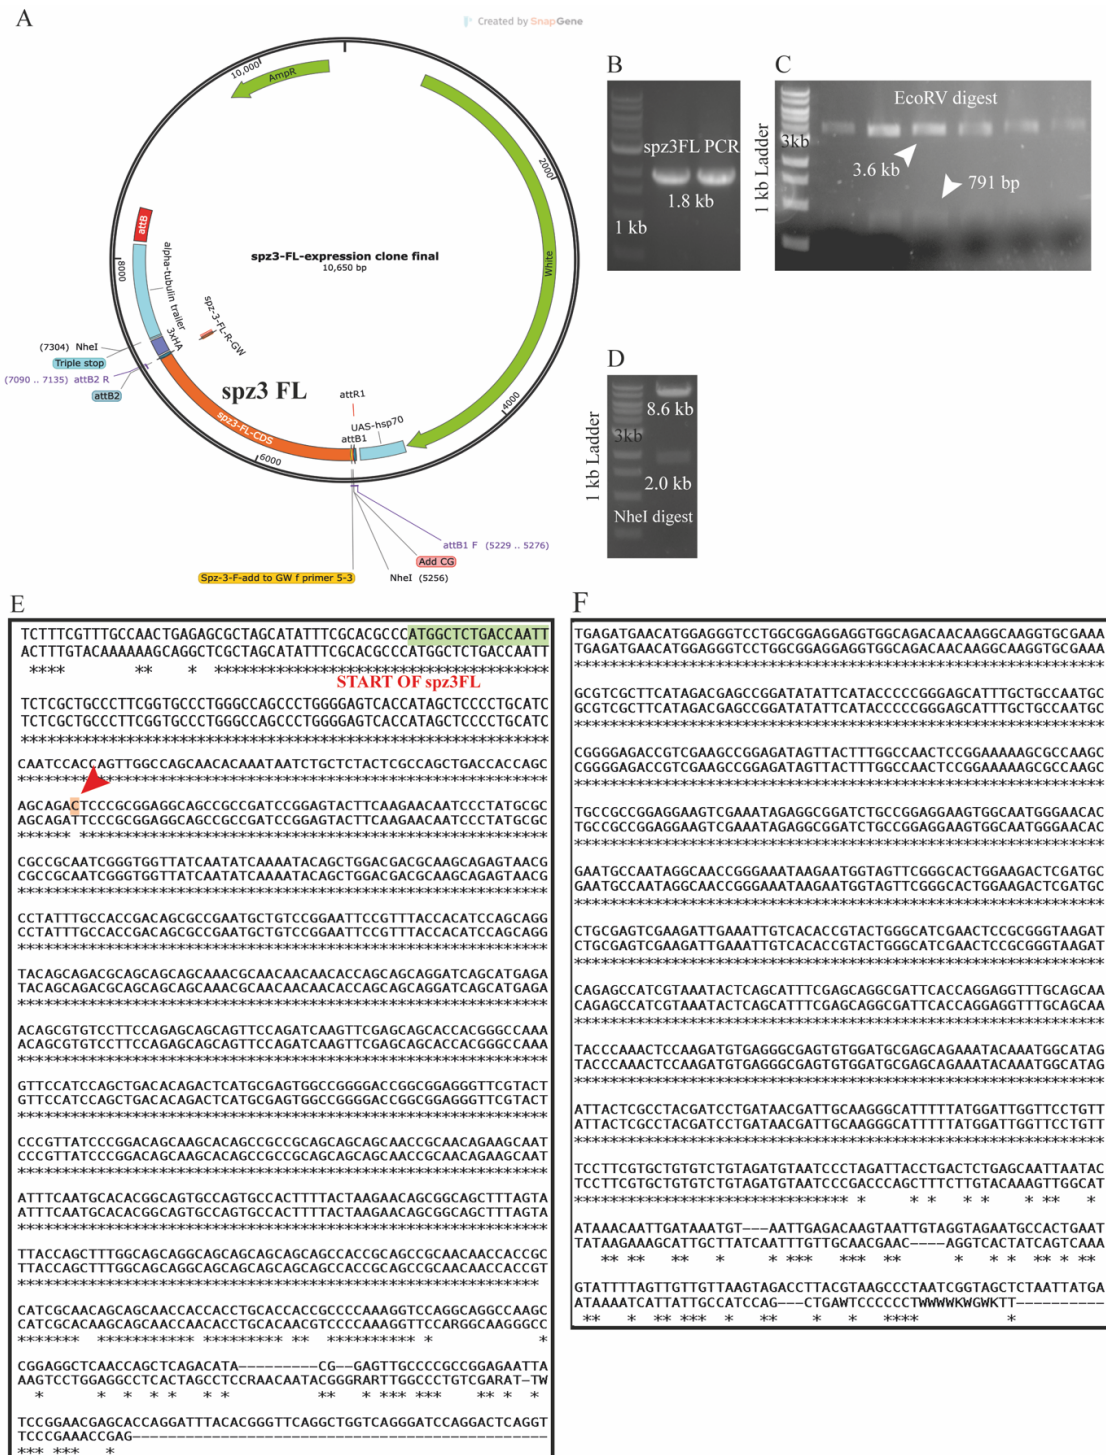 A
Created by SnapGene
10,000
AmpR
2000
White
4000
UAS-hsp70
attR1
attB1
attB
alpha-tubulin trailer
8000
3xHA
spz-3-FL-R-GW
spz3-FL-expression clone final
10,650 bp
(7304) NheI
Triple stop
(7090 .. 7135) attB2 R
attB2
spz3 FL
spz3-FL-CDS
6000
attB1 F (5229 .. 5276)
Add CG
Spz-3-F-add to GW f primer 5-3
NheI (5256)
B
spz3FL PCR
1.8 kb
1 kb
C
EcoRV digest
1 kb Ladder
3kb
3.6 kb
791 bp
D
1 kb Ladder
8.6 kb
3kb
2.0 kb
NheI digest
E
TCTTTCGTTTGCCAACTGAGAGCGCTAGCATATTTCGCACGCCCATGGCTCTGACCAATT
ACTTTGTACAAAAAAGCAGGCTCGCTAGCATATTTCGCACGCCCATGGCTCTGACCAATT
START OF spz3FL
TCTCGCTGCCCTTCGGTGCCCTGGGCCAGCCCTGGGGAGTCACCATAGCTCCCCTGCATC
TCTCGCTGCCCTTCGGTGCCCTGGGCCAGCCCTGGGGAGTCACCATAGCTCCCCTGCATC
CAATCCACCAGTTGGCCAGCAACACAAATAATCTGCTCTACTCGCCAGCTGACCACCAGC
AGCAGACTCCCGCGGAGGCAGCCGCCGATCCGGAGTACTTCAAGAACAATCCCTATGCGC
AGCAGATTCCCGCGGAGGCAGCCGCCGATCCGGAGTACTTCAAGAACAATCCCTATGCGC
CGCCGCAATCGGGTGGTTATCAATATCAAAATACAGCTGGACGACGCAAGCAGAGTAACG
CGCCGCAATCGGGTGGTTATCAATATCAAAATACAGCTGGACGACGCAAGCAGAGTAACG
CCTATTTGCCACCGACAGCGCCGAATGCTGTCCGGAATTCCGTTTACCACATCCAGCAGG
CCTATTTGCCACCGACAGCGCCGAATGCTGTCCGGAATTCCGTTTACCACATCCAGCAGG
TACAGCAGACGCAGCAGCAGCAAACGCAACAACAACACCAGCAGCAGGATCAGCATGAGA
TACAGCAGACGCAGCAGCAGCAAACGCAACAACAACACCAGCAGCAGGATCAGCATGAGA
ACAGCGTGTCCTTCCAGAGCAGCAGTTCCAGATCAAGTTCGAGCAGCACCACGGGCCAAA
ACAGCGTGTCCTTCCAGAGCAGCAGTTCCAGATCAAGTTCGAGCAGCACCACGGGCCAAA
GTTCCATCCAGCTGACACAGACTCATGCGAGTGGCCGGGGACCGGCGGAGGGTTCGTACT
GTTCCATCCAGCTGACACAGACTCATGCGAGTGGCCGGGGACCGGCGGAGGGTTCGTACT
CCCGTTATCCCGGACAGCAAGCACAGCCGCCGCAGCAGCAGCAACCGCAACAGAAGCAAT
CCCGTTATCCCGGACAGCAAGCACAGCCGCCGCAGCAGCAGCAACCGCAACAGAAGCAAT
ATTTCAATGCACACGGCAGTGCCAGTGCCACTTTTACTAAGAACAGCGGCAGCTTTAGTA
ATTTCAATGCACACGGCAGTGCCAGTGCCACTTTTACTAAGAACAGCGGCAGCTTTAGTA
TTACCAGCTTTGGCAGCAGGCAGCAGCAGCAGCAGCCACCGCAGCCGCAACAACCACCGC
TTACCAGCTTTGGCAGCAGGCAGCAGCAGCAGCAGCCACCGCAGCCGCAACAACCACCGT
CATCGCAACAGCAGCAACCACCACCTGCACCACCGCCCCAAAGGTCCAGGCAGGCCAAGC
CATCGCACAAGCAGCAACCAACACCTGCACAACGTCCCCAAAGGTTCCARGGCAAGGGCC
CGGAGGCTCAACCAGCTCAGACATA---------CG--GAGTTGCCCCGCCGGAGAATTA
AAGTCCTGGAGGCCTCACTAGCCTCCRAACAATACGGGRARTTGGCCCTGTCGARAT-TW
TCCGGAACGAGCACCAGGATTTACACGGGTTCAGGCTGGTCAGGGATCCAGGACTCAGGT
TCCCGAAACCGAG-----------------------------------------------
F
TGAGATGAACATGGAGGGTCCTGGCGGAGGAGGTGGCAGACAACAAGGCAAGGTGCGAAA
TGAGATGAACATGGAGGGTCCTGGCGGAGGAGGTGGCAGACAACAAGGCAAGGTGCGAAA
GCGTCGCTTCATAGACGAGCCGGATATATTCATACCCCCGGGAGCATTTGCTGCCAATGC
GCGTCGCTTCATAGACGAGCCGGATATATTCATACCCCCGGGAGCATTTGCTGCCAATGC
CGGGGAGACCGTCGAAGCCGGAGATAGTTACTTTGGCCAACTCCGGAAAAAGCGCCAAGC
CGGGGAGACCGTCGAAGCCGGAGATAGTTACTTTGGCCAACTCCGGAAAAAGCGCCAAGC
TGCCGCCGGAGGAAGTCGAAATAGAGGCGGATCTGCCGAGGAAGTGGCAATGGGAACAC
TGCCGCCGGAGGAAGTCGAAATAGAGGCGGATCTGCCGAGGAAGTGGCAATGGGAACAC
GAATGCCAATAGGCAACCGGGAAATAAGAATGGTAGTTCGGGCACTGGAAGACTCGATGC
GAATGCCAATAGGCAACCGGGAAATAAGAATGGTAGTTCGGGCACTGGAAGACTCGATGC
CTGCGAGTCGAAGATTGAAATTGTCACACCGTACTGGGCATCGAACTCCGCGGGTAAGAT
CTGCGAGTCGAAGATTGAAATTGTCACACCGTACTGGGCATCGAACTCCGCGGGTAAGAT
CAGAGCCATCGTAAATACTCAGCATTTCGAGCAGGCGATTCACCAGGAGGTTTGCAGCAA
CAGAGCCATCGTAAATACTCAGCATTTCGAGCAGGCGATTCACCAGGAGGTTTGCAGCAA
TACCCAAACTCCAAGATGTGAGGGCGAGTGTGGATGCGAGCAGAAATACAAATGGCATAG
TACCCAAACTCCAAGATGTGAGGGCGAGTGTGGATGCGAGCAGAAATACAAATGGCATAG
ATTACTCGCCTACGATCCTGATAACGATTGCAAGGGCATTTTTATGGATTGGTTCCTGTT
ATTACTCGCCTACGATCCTGATAACGATTGCAAGGGCATTTTTATGGATTGGTTCCTGTT
TCCTTCGTGCTGTGTCTGTAGATGTAATCCCTAGATTACCTGACTCTGAGCAATTAATAC
TCCTTCGTGCTGTGTCTGTAGATGTAATCCCGACCCAGCTTTCTTGTACAAAGTTGGCAT
ATAAACAATTGATAAATGT---AATTGAGACAAGTAATTGTAGGTAGAATGCCACTGAAT
TATAAGAAAGCATTGCTTATCAATTTGTTGCAACGAAC----AGGTCACTATCAGTCAAA
GTATTTTAGTTGTTGTTAAGTAGACCTTACGTAAGCCCTAATCGGTAGCTCTAATTATGA
ATAAAATCATTATTGCCATCCAG---CTGAWTCCCCCCTWWWWKWGWKTT----------